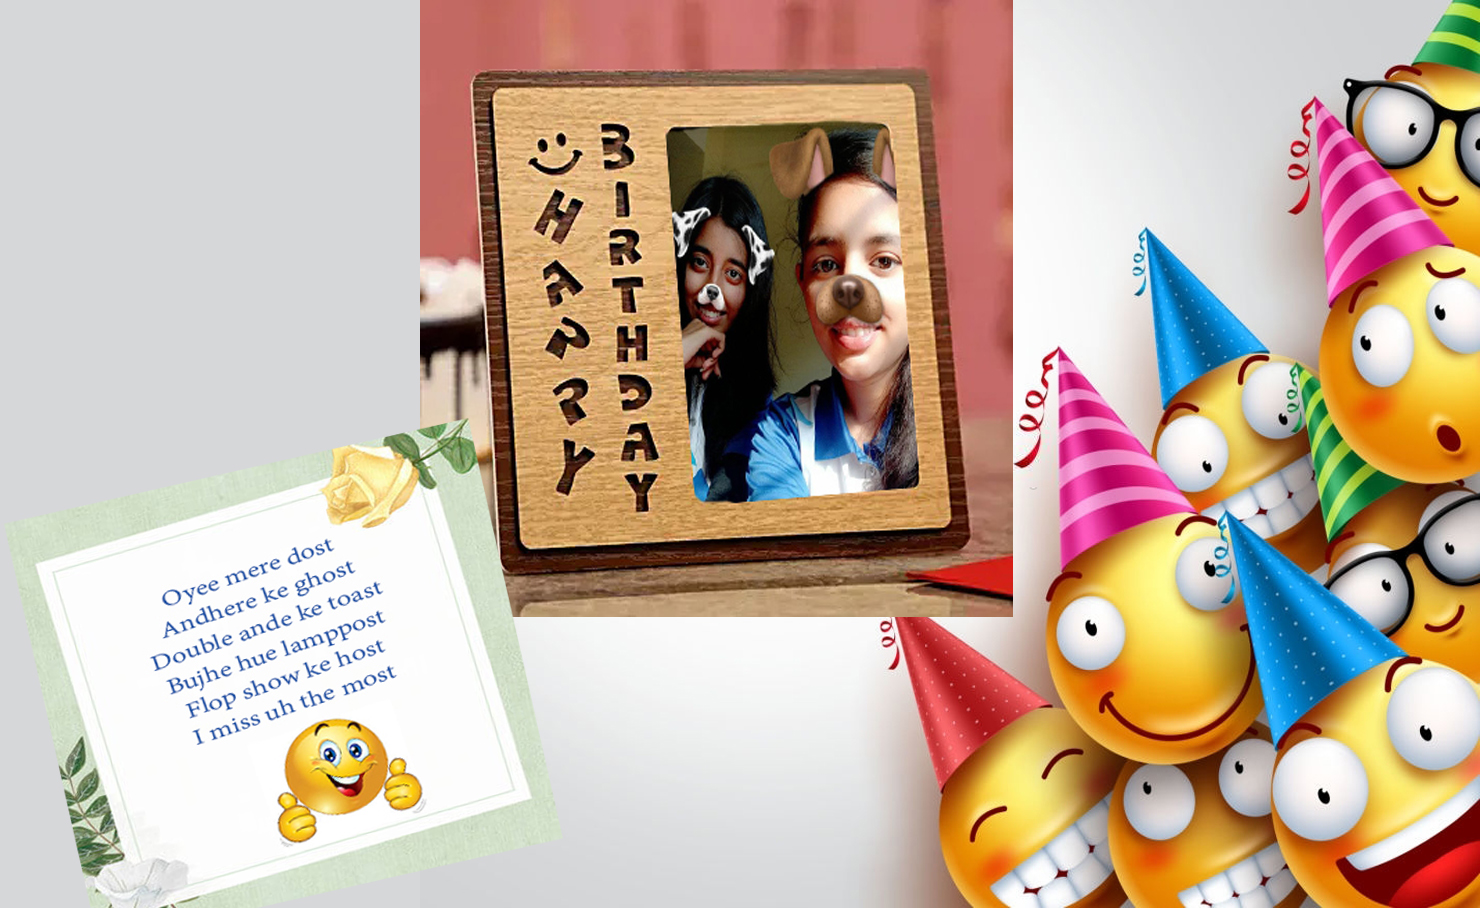 HAPPY
BIRTHDAY
Oyee mere dost
Andhere ke ghost
Double ande ke toast
Bujhe hue lamppost
Flop show ke host
I miss uh the most